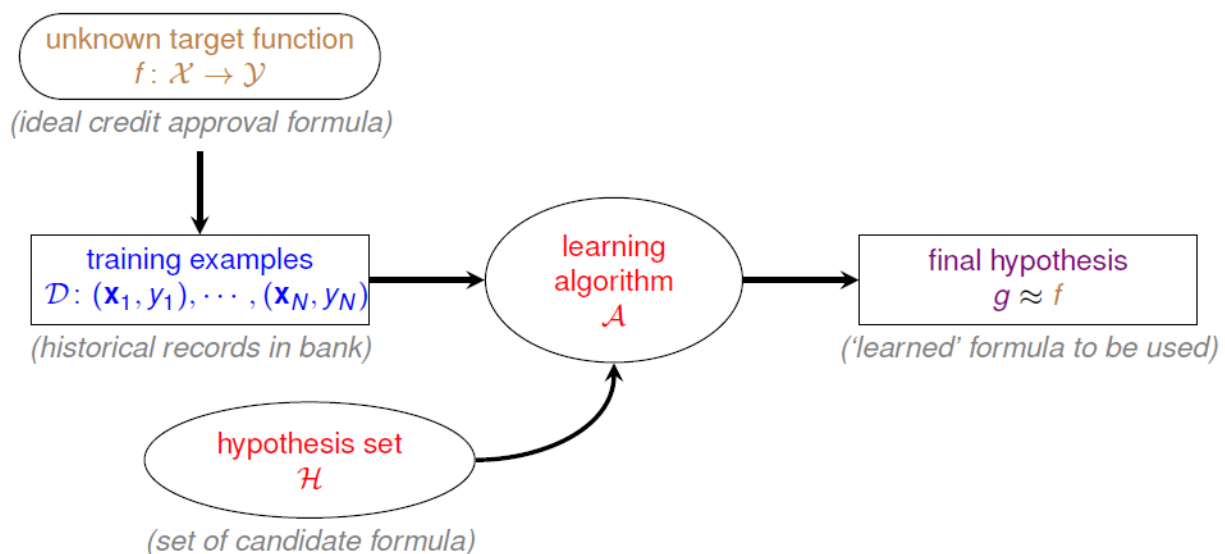 unknown target function
f : 𝒳 → 𝒴
(ideal credit approval formula)
training examples
𝒟 : (𝐱₁, y₁), ⋯ , (𝐱_N, y_N)
(historical records in bank)
learning
algorithm
𝒜
final hypothesis
g ≈ f
('learned' formula to be used)
hypothesis set
ℋ
(set of candidate formula)